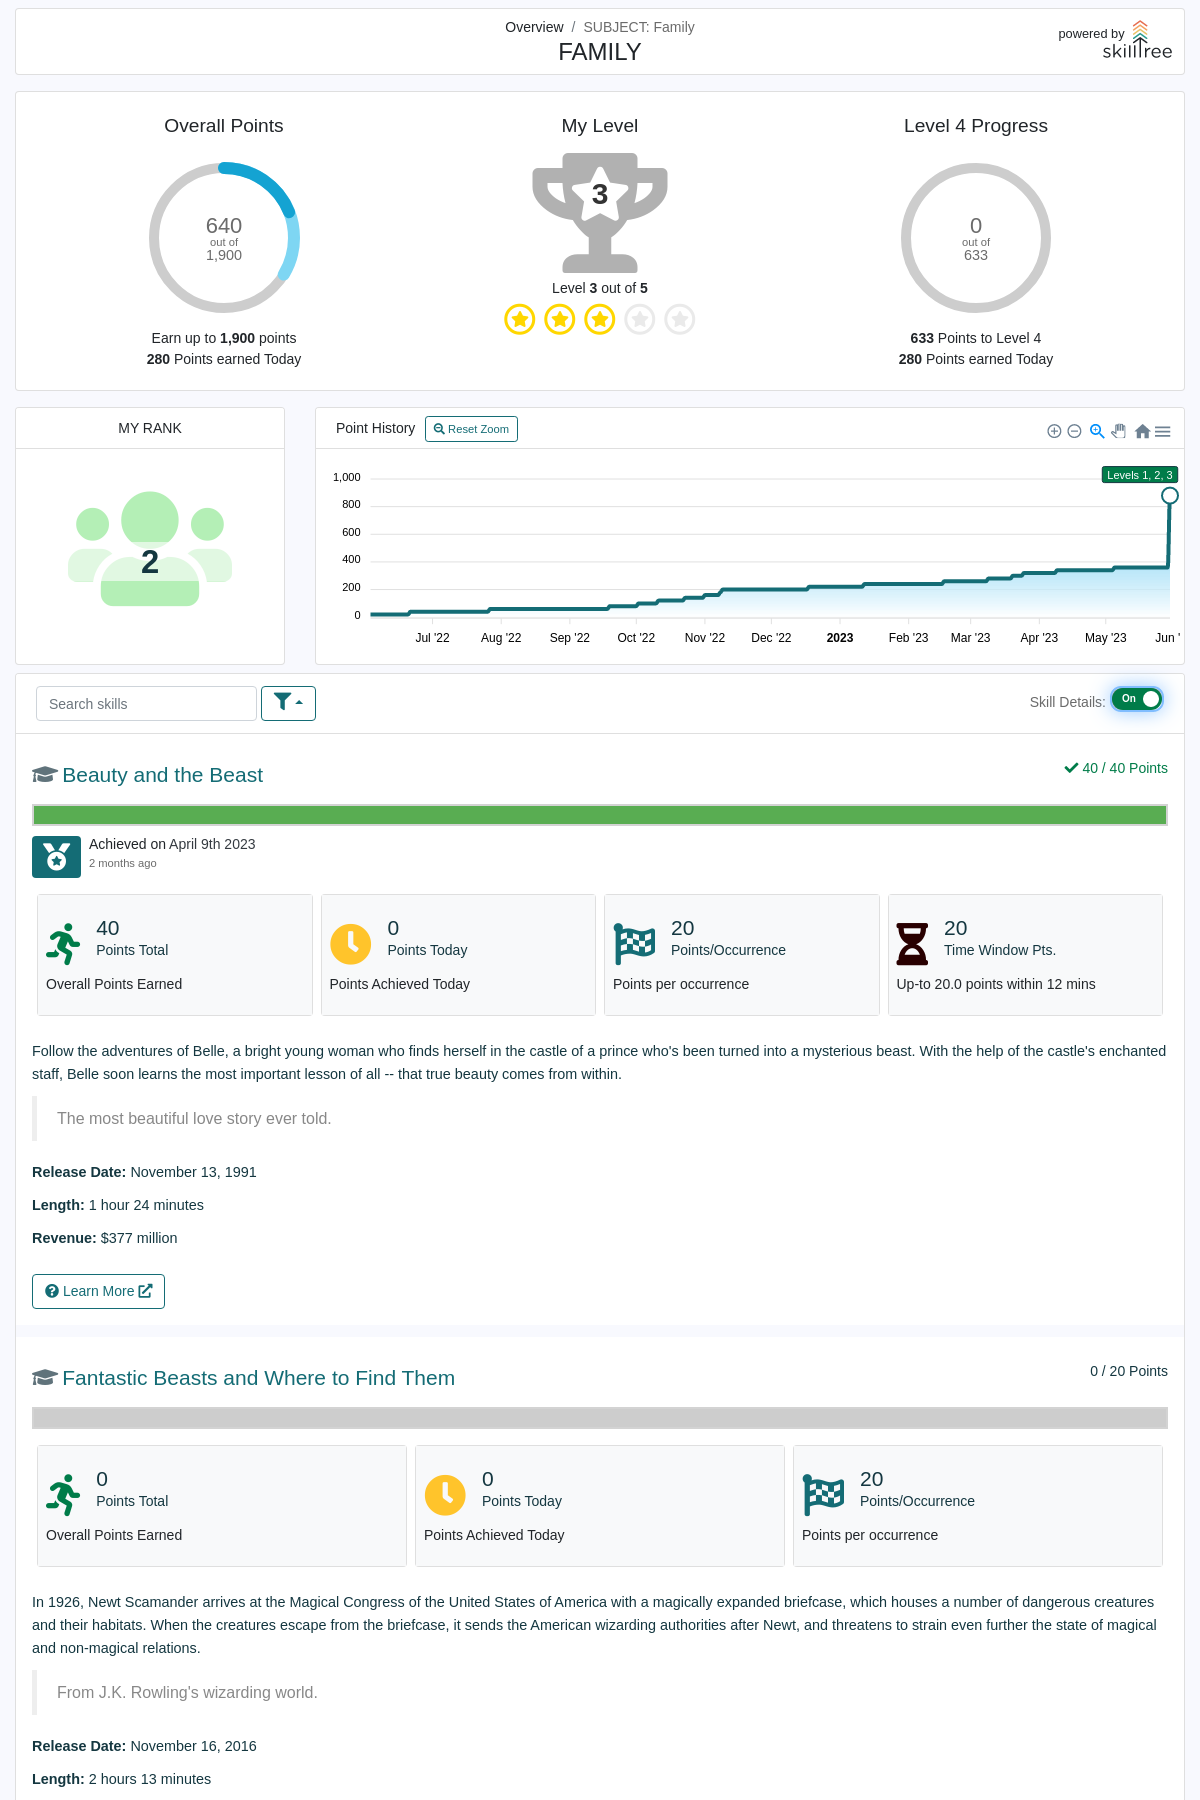 Overview / SUBJECT: Family
FAMILY
powered by
skilltree
Overall Points
640
out of
1,900
Earn up to 1,900 points
280 Points earned Today
My Level
3
Level 3 out of 5
Level 4 Progress
0
out of
633
633 Points to Level 4
280 Points earned Today
MY RANK
2
Point History
Reset Zoom
Levels 1, 2, 3
1,000
800
600
400
200
0
Jul '22 Aug '22 Sep '22 Oct '22 Nov '22 Dec '22 2023 Feb '23 Mar '23 Apr '23 May '23 Jun '
Search skills
Skill Details: On
Beauty and the Beast
40 / 40 Points
Achieved on April 9th 2023
2 months ago
40
Points Total
Overall Points Earned
0
Points Today
Points Achieved Today
20
Points/Occurrence
Points per occurrence
20
Time Window Pts.
Up-to 20.0 points within 12 mins
Follow the adventures of Belle, a bright young woman who finds herself in the castle of a prince who's been turned into a mysterious beast. With the help of the castle's enchanted
staff, Belle soon learns the most important lesson of all -- that true beauty comes from within.
The most beautiful love story ever told.
Release Date: November 13, 1991
Length: 1 hour 24 minutes
Revenue: $377 million
Learn More
Fantastic Beasts and Where to Find Them
0 / 20 Points
0
Points Total
Overall Points Earned
0
Points Today
Points Achieved Today
20
Points/Occurrence
Points per occurrence
In 1926, Newt Scamander arrives at the Magical Congress of the United States of America with a magically expanded briefcase, which houses a number of dangerous creatures
and their habitats. When the creatures escape from the briefcase, it sends the American wizarding authorities after Newt, and threatens to strain even further the state of magical
and non-magical relations.
From J.K. Rowling's wizarding world.
Release Date: November 16, 2016
Length: 2 hours 13 minutes